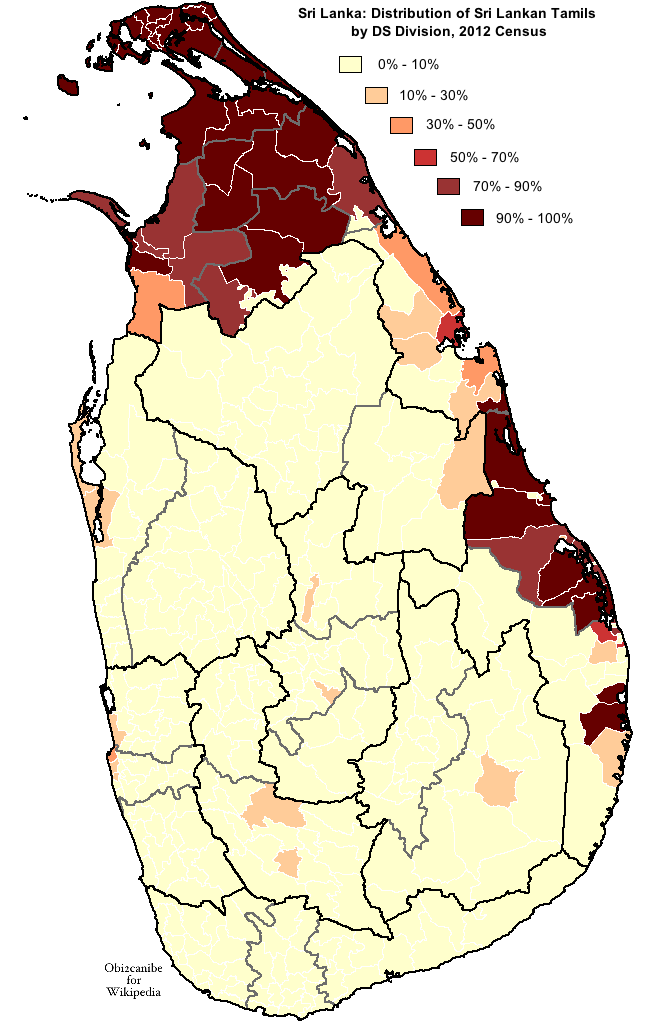 Sri Lanka: Distribution of Sri Lankan Tamils
by DS Division, 2012 Census
0% - 10%
10% - 30%
30% - 50%
50% - 70%
70% - 90%
90% - 100%
Obi2canibe
for
Wikipedia